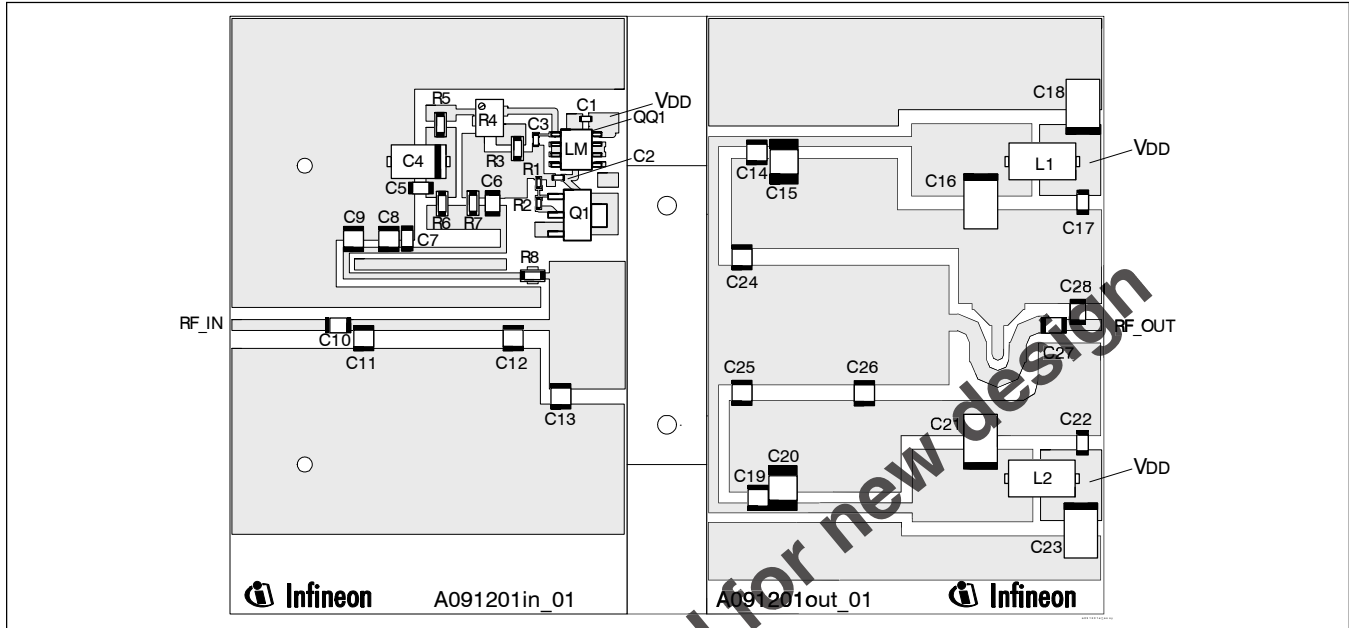 C18
R5
C1
VDD
QQ1
R4
C3
LM
VDD
C14
L1
C4
R3
C2
C15
C16
C5
R1
C6
R2
Q1
C17
R6
R7
C9
C8
C7
R8
C24
C28
RF_IN
RF_OUT
C10
C11
C12
C27
C25
C26
C13
C21
C22
C20
C19
VDD
L2
C23
for new design
Infineon
A091201in_01
A091201out_01
Infineon